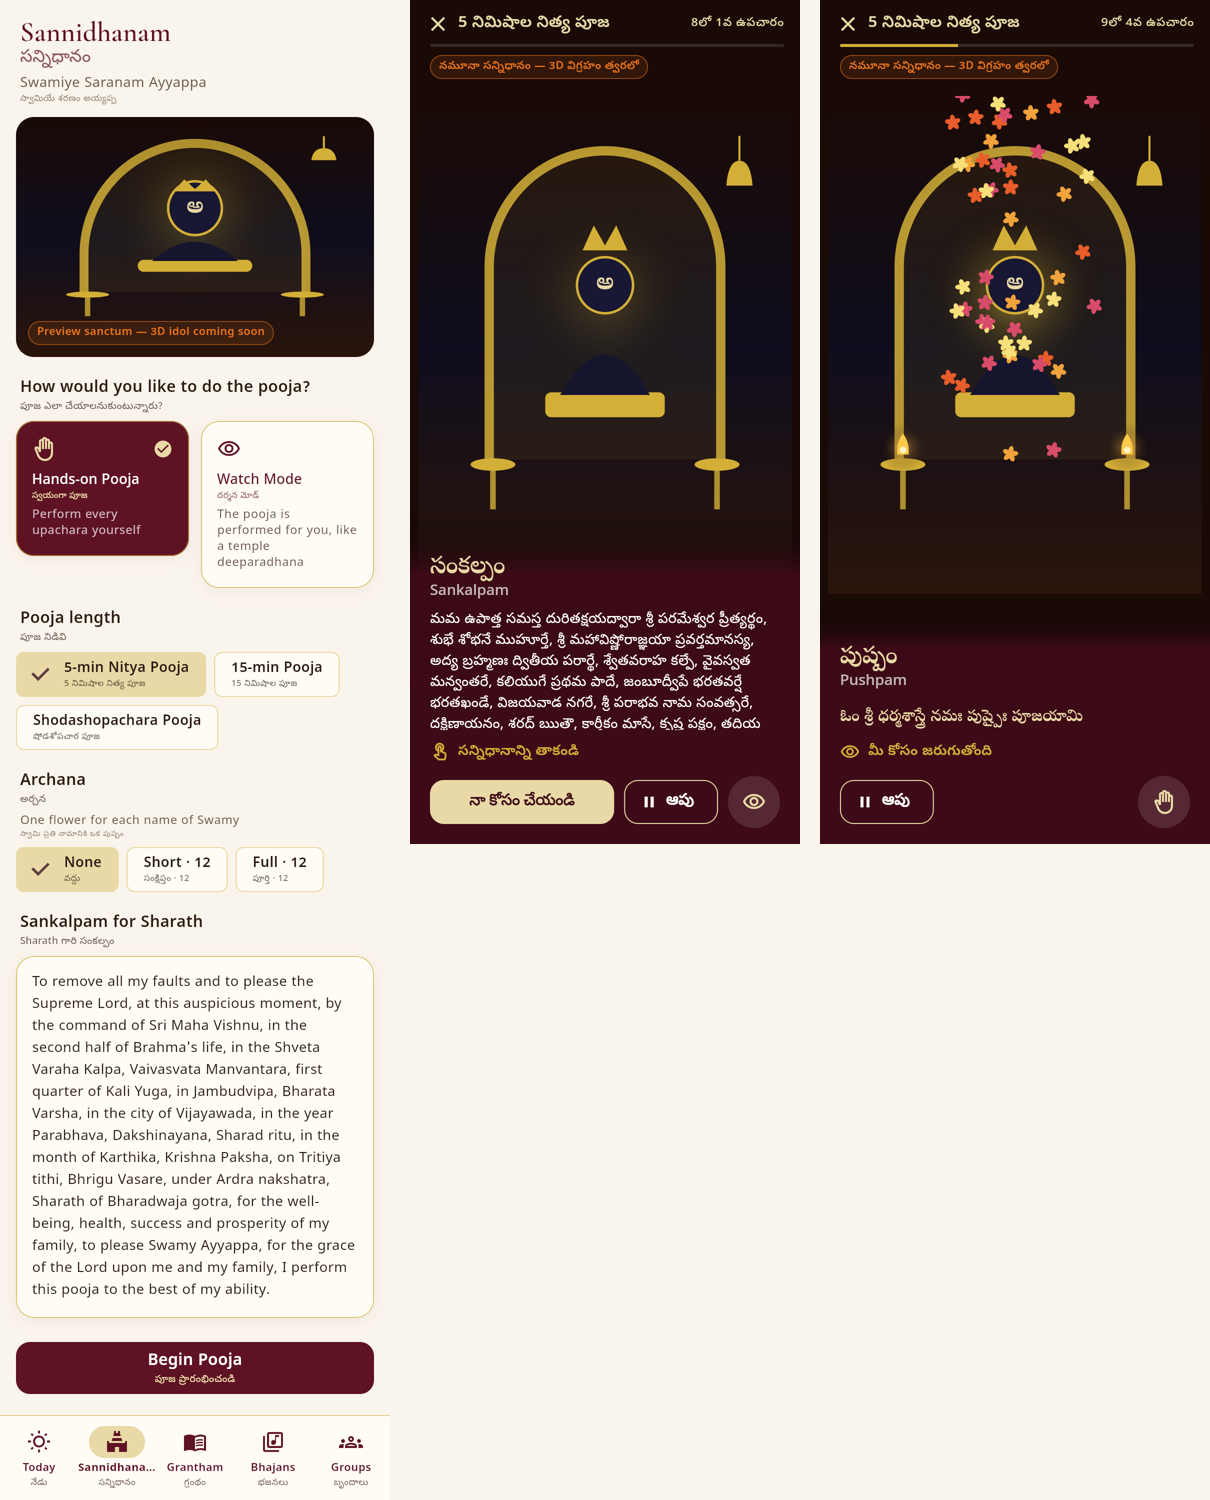 Sannidhanam
సన్నిధానం
Swamiye Saranam Ayyappa
స్వామియే శరణం అయ్యప్ప
అ
Preview sanctum — 3D idol coming soon
How would you like to do the pooja?
పూజ ఎలా చేయాలనుకుంటున్నారు?
Hands-on Pooja
స్వయంగా పూజ
Perform every
upachara yourself
Watch Mode
దర్శన మోడ్
The pooja is
performed for you, like
a temple
deeparadhana
Pooja length
పూజ నిడివి
5-min Nitya Pooja
5 నిమిషాల నిత్య పూజ
15-min Pooja
15 నిమిషాల పూజ
Shodashopachara Pooja
షోడశోపచార పూజ
Archana
అర్చన
One flower for each name of Swamy
స్వామి ప్రతి నామానికి ఒక పుష్పం
None
వద్దు
Short · 12
సంక్షిప్తం · 12
Full · 12
పూర్తి · 12
Sankalpam for Sharath
Sharath గారి సంకల్పం
To remove all my faults and to please the
Supreme Lord, at this auspicious moment, by
the command of Sri Maha Vishnu, in the
second half of Brahma's life, in the Shveta
Varaha Kalpa, Vaivasvata Manvantara, first
quarter of Kali Yuga, in Jambudvipa, Bharata
Varsha, in the city of Vijayawada, in the year
Parabhava, Dakshinayana, Sharad ritu, in the
month of Karthika, Krishna Paksha, on Tritiya
tithi, Bhrigu Vasare, under Ardra nakshatra,
Sharath of Bharadwaja gotra, for the well-
being, health, success and prosperity of my
family, to please Swamy Ayyappa, for the grace
of the Lord upon me and my family, I perform
this pooja to the best of my ability.
Begin Pooja
పూజ ప్రారంభించండి
Today
నేడు
Sannidhana...
సన్నిధానం
Grantham
గ్రంథం
Bhajans
భజనలు
Groups
బృందాలు
5 నిమిషాల నిత్య పూజ
8లో 1వ ఉపచారం
నమూనా సన్నిధానం — 3D విగ్రహం త్వరలో
అ
సంకల్పం
Sankalpam
మమ ఉపాత్త సమస్త దురితక్షయద్వారా శ్రీ పరమేశ్వర ప్రీత్యర్థం,
శుభే శోభనే ముహూర్తే, శ్రీ మహావిష్ణోరాజ్ఞయా ప్రవర్తమానస్య,
అద్య బ్రహ్మణః ద్వితీయ పరార్థే, శ్వేతవరాహ కల్పే, వైవస్వత
మన్వంతరే, కలియుగే ప్రథమ పాదే, జంబూద్వీపే భరతవర్షే
భరతఖండే, విజయవాడ నగరే, శ్రీ పరాభవ నామ సంవత్సరే,
దక్షిణాయనం, శరద్ ఋతౌ, కార్తీకం మాసే, కృష్ణ పక్షం, తదియ
సన్నిధానాన్ని తాకండి
నా కోసం చేయండి
ఆపు
5 నిమిషాల నిత్య పూజ
9లో 4వ ఉపచారం
నమూనా సన్నిధానం — 3D విగ్రహం త్వరలో
అ
పుష్పం
Pushpam
ఓం శ్రీ ధర్మశాస్త్రే నమః పుష్పైః పూజయామి
మీ కోసం జరుగుతోంది
ఆపు